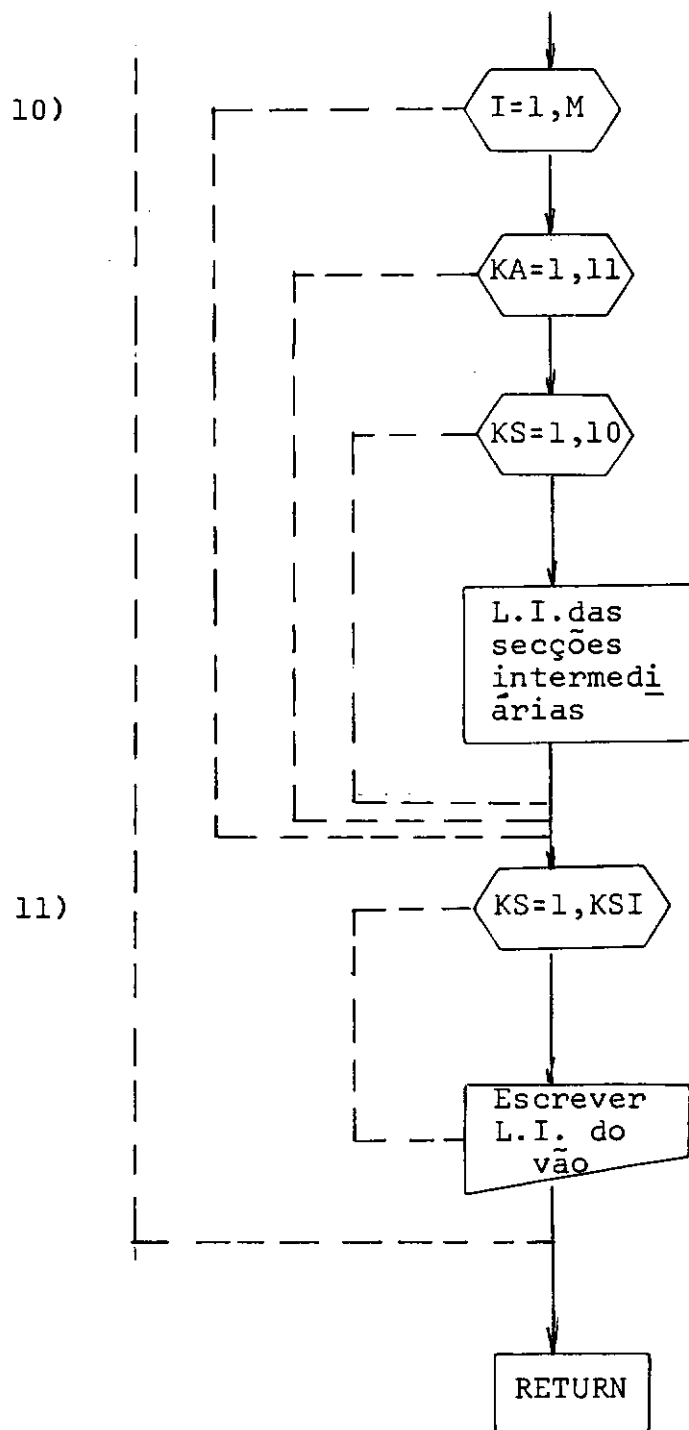 10)
I=1,M
KA=1,11
KS=1,10
L.I.das
secções
intermedi
árias
11)
KS=1,KSI
Escrever
L.I. do
vão
RETURN